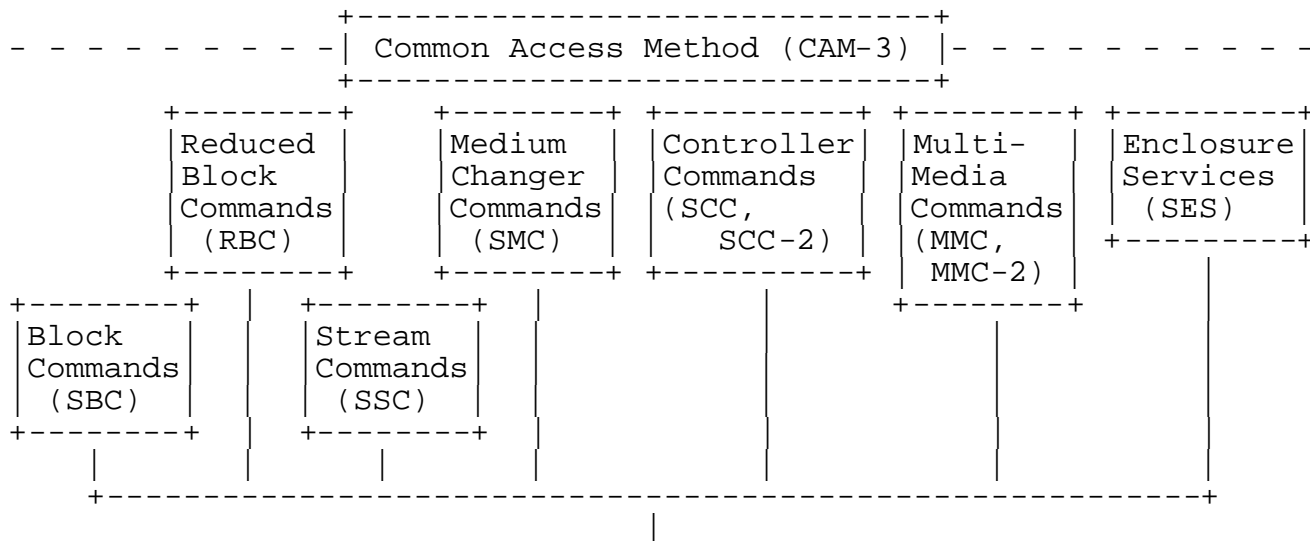 Common Access Method (CAM-3)
Reduced
Block
Commands
(RBC)
Medium
Changer
Commands
(SMC)
Controller
Commands
(SCC,
SCC-2)
Multi-
Media
Commands
(MMC,
MMC-2)
Enclosure
Services
(SES)
Block
Commands
(SBC)
Stream
Commands
(SSC)